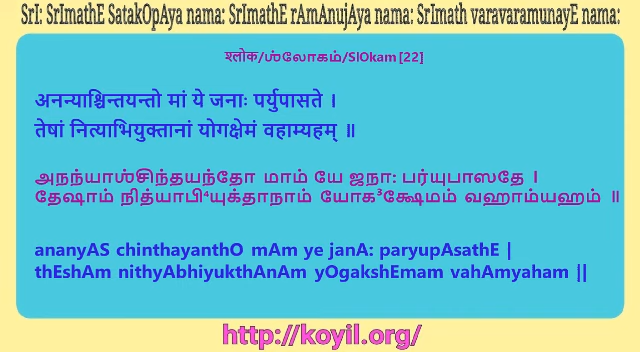 SrI: SrImathE SatakOpAya nama: SrImathE rAmAnujAya nama: SrImath varavaramunayE nama:
श्लोक/ஶ்லோகம்/SlOkam [22]
अनन्याश्चिन्तयन्तो मां ये जनाः पर्युपासते ।
तेषां नित्याभियुक्तानां योगक्षेमं वहाम्यहम् ॥
அநந்யாஶ்சிந்தயந்தோ மாம் யே ஜநா: பர்யுபாஸதே ।
தேஷாம் நித்யாபி⁴யுக்தாநாம் யோக³க்ஷேமம் வஹாம்யஹம் ॥
ananyAS chinthayanthO mAm ye janA: paryupAsathE |
thEshAm nithyAbhiyukthAnAm yOgakshEmam vahAmyaham ||
http://koyil.org/